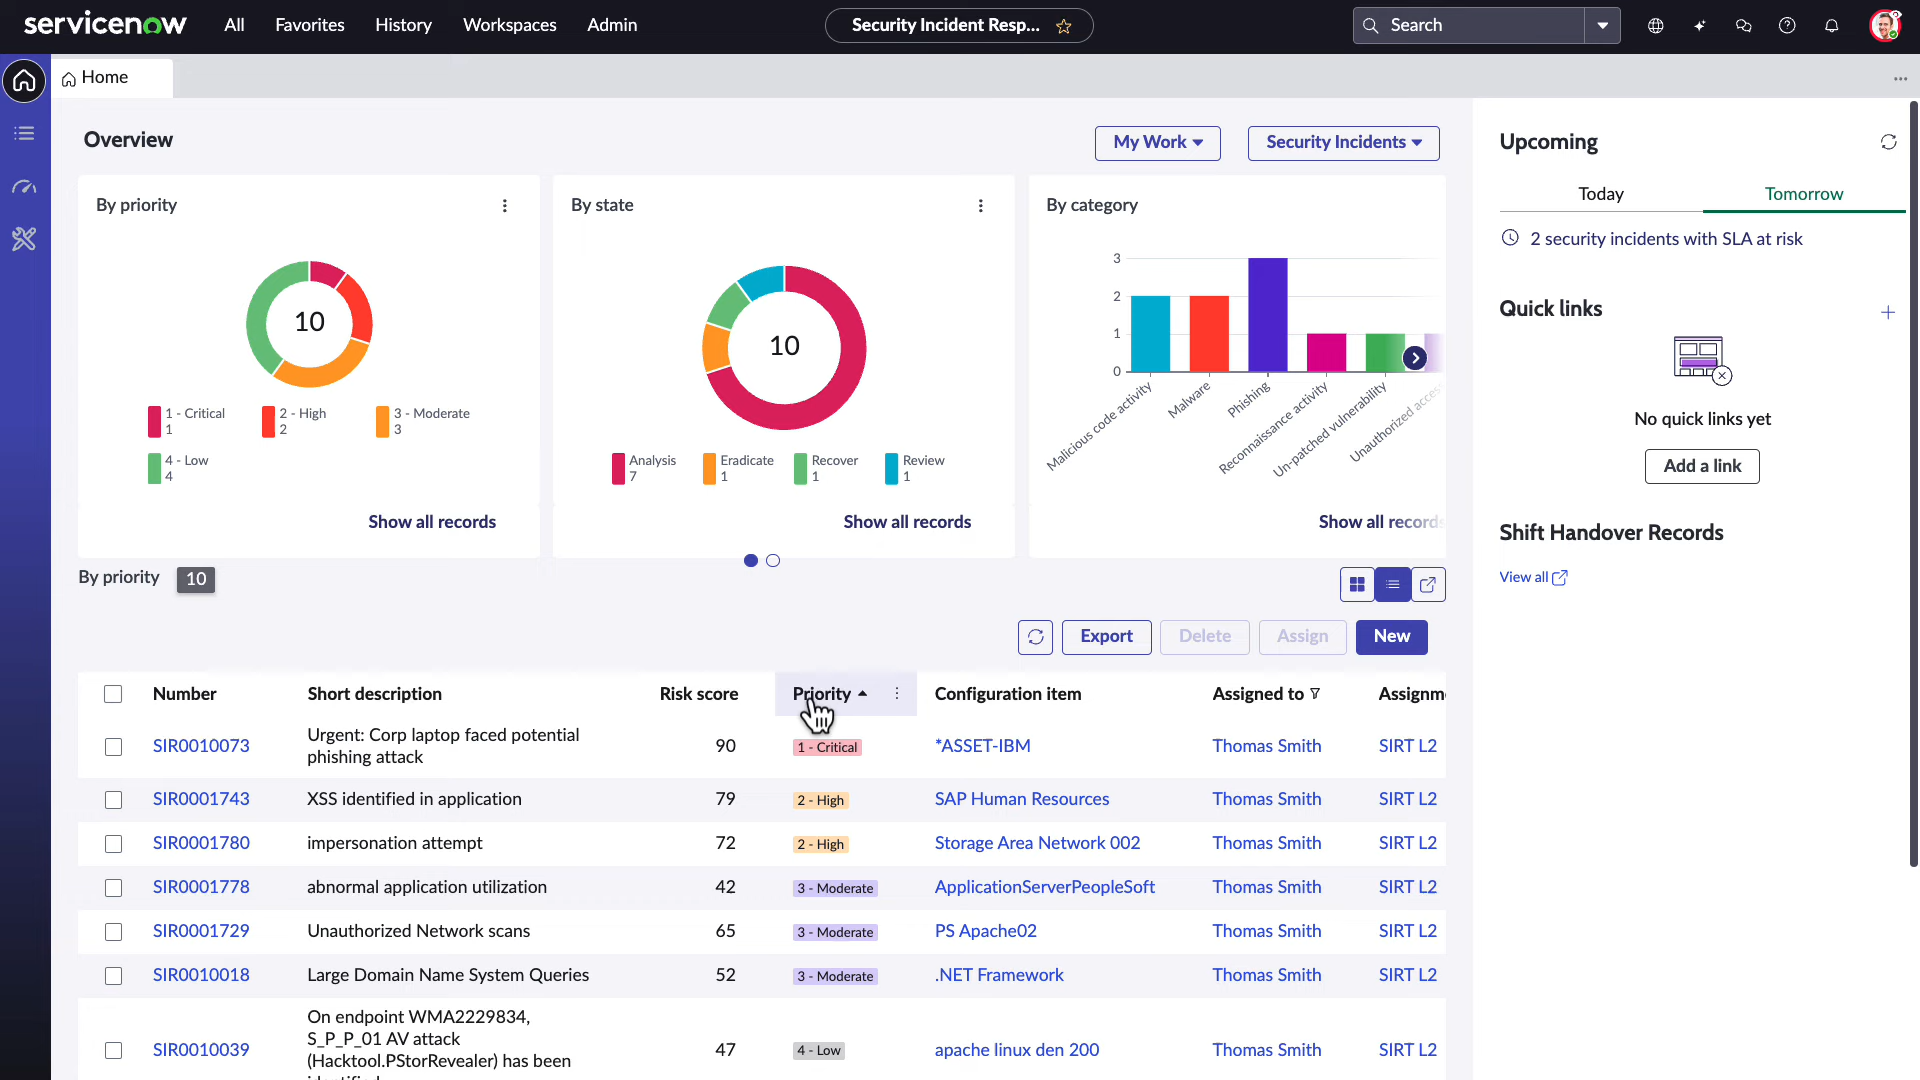 servicenow
All
Favorites
History
Workspaces
Admin
Security Incident Resp...
Search
Home
Overview
My Work
Security Incidents
By priority
10
1 - Critical
1
2 - High
2
3 - Moderate
3
4 - Low
4
Show all records
By state
10
Analysis
7
Eradicate
1
Recover
1
Review
1
Show all records
By category
3
2
1
0
Malicious code activity
Malware
Phishing
Reconnaissance activity
Un-patched vulnerability
Unauthorized acces
Show all records
Upcoming
Today
Tomorrow
2 security incidents with SLA at risk
Quick links
No quick links yet
Add a link
Shift Handover Records
View all
By priority
10
Export
Delete
Assign
New
Number
Short description
Risk score
Priority
Configuration item
Assigned to
Assignm
SIR0010073
Urgent: Corp laptop faced potential
phishing attack
90
1 - Critical
*ASSET-IBM
Thomas Smith
SIRT L2
SIR0001743
XSS identified in application
79
2 - High
SAP Human Resources
Thomas Smith
SIRT L2
SIR0001780
impersonation attempt
72
2 - High
Storage Area Network 002
Thomas Smith
SIRT L2
SIR0001778
abnormal application utilization
42
3 - Moderate
ApplicationServerPeopleSoft
Thomas Smith
SIRT L2
SIR0001729
Unauthorized Network scans
65
3 - Moderate
PS Apache02
Thomas Smith
SIRT L2
SIR0010018
Large Domain Name System Queries
52
3 - Moderate
.NET Framework
Thomas Smith
SIRT L2
SIR0010039
On endpoint WMA2229834,
S_P_P_01 AV attack
(Hacktool.PStorRevealer) has been
47
4 - Low
apache linux den 200
Thomas Smith
SIRT L2